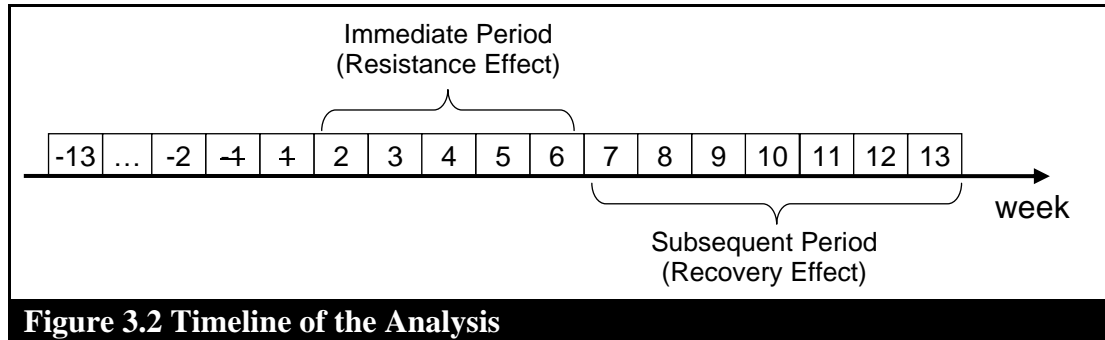 Immediate Period
(Resistance Effect)
-13 … -2 -1 1 2 3 4 5 6 7 8 9 10 11 12 13
week
Subsequent Period
(Recovery Effect)
Figure 3.2 Timeline of the Analysis